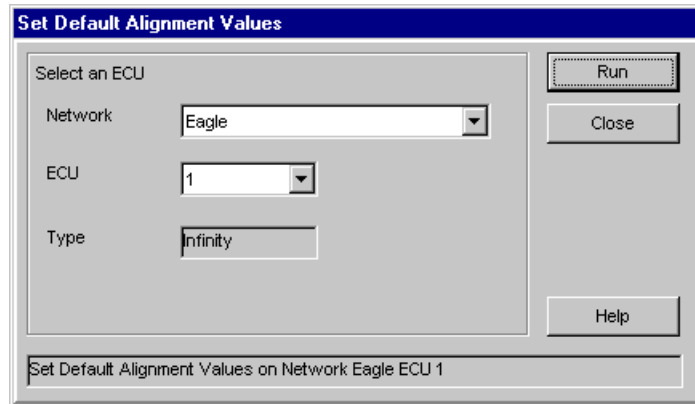 Set Default Alignment Values
Select an ECU
Run
Network
Eagle
Close
ECU
1
Type
Infinity
Help
Set Default Alignment Values on Network Eagle ECU 1